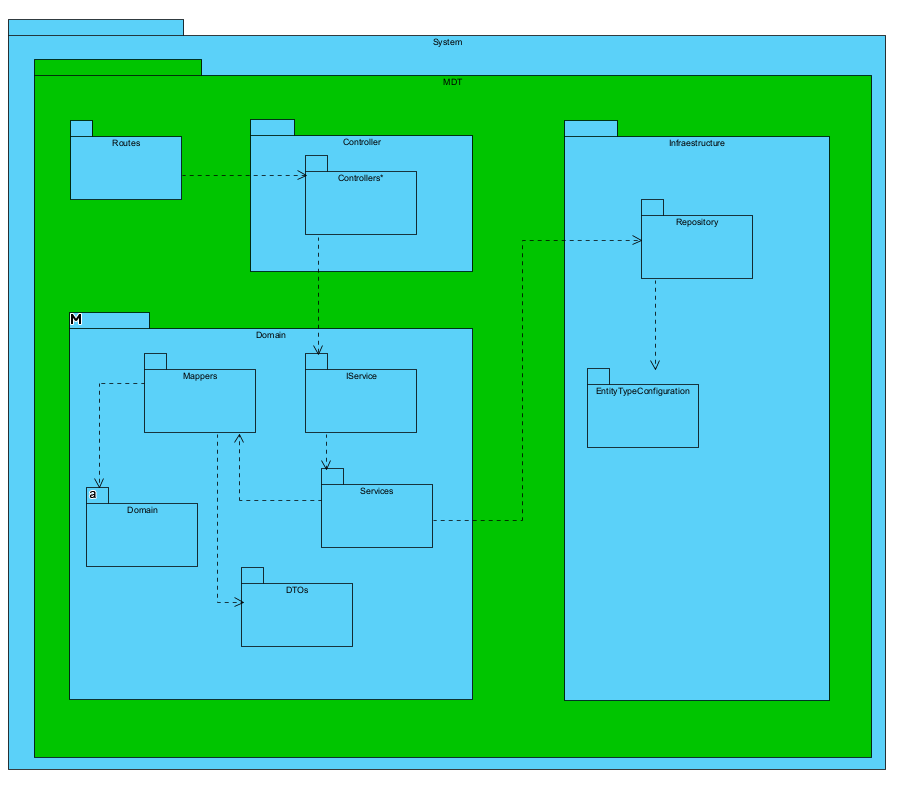 System
MDT
Routes
Controller
Controllers*
Infraestructure
Repository
M
Domain
Mappers
IService
EntityTypeConfiguration
a
Domain
Services
DTOs